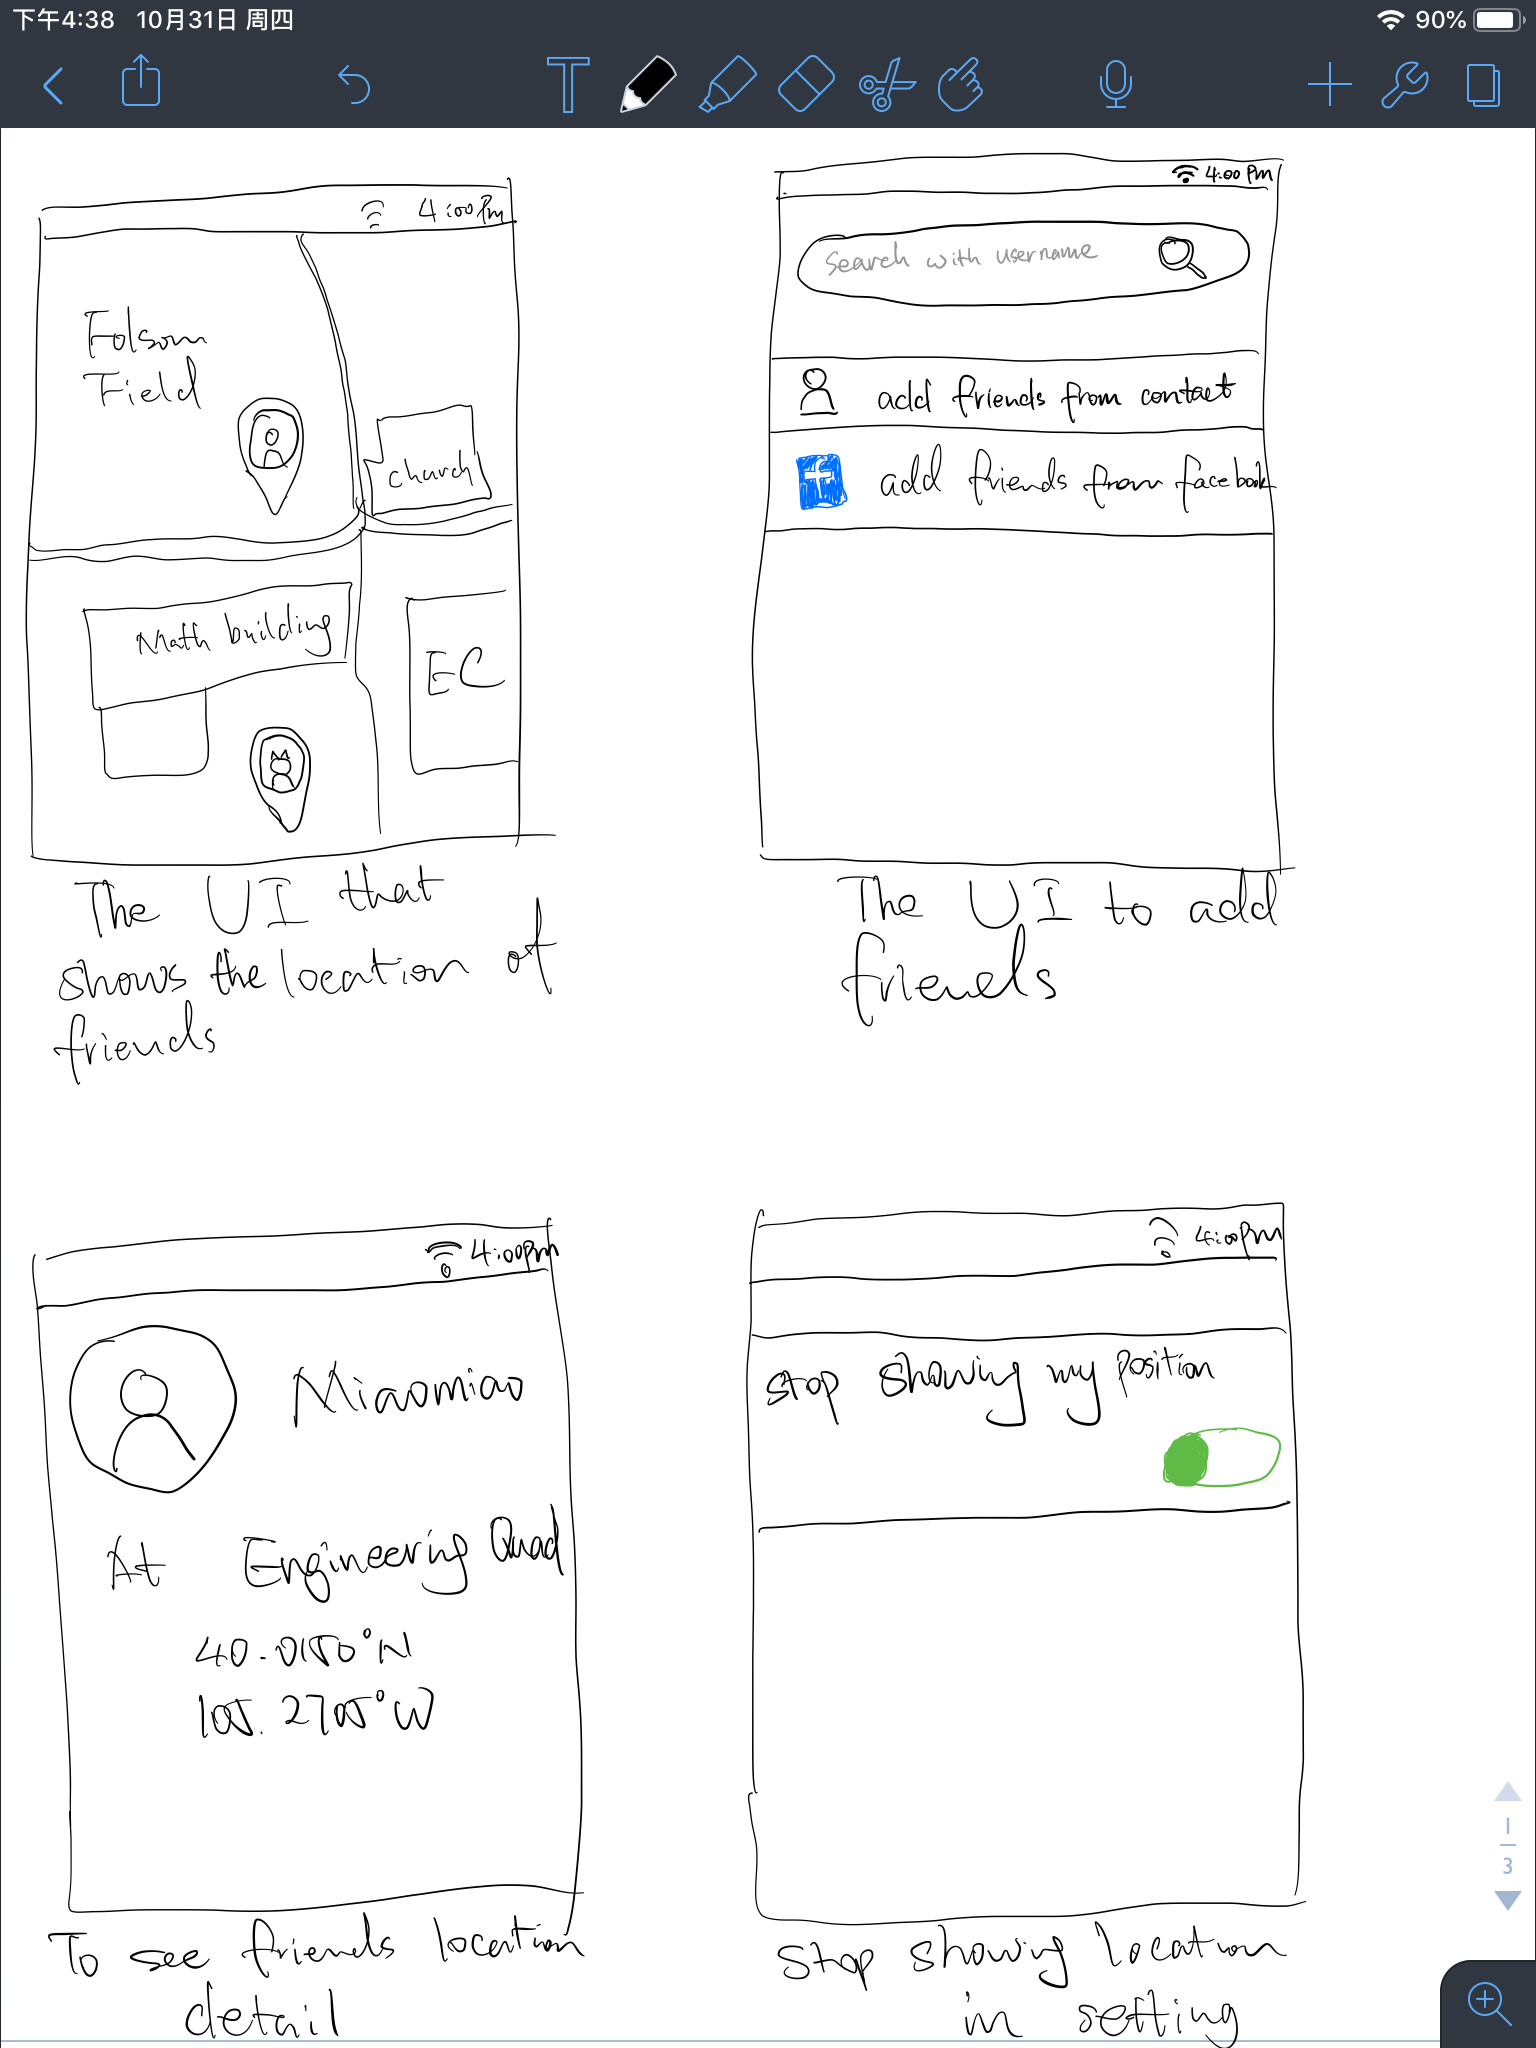 下午4:38 10月31日 周四
90%
T
4:00 Pm
Folsom
Field
church
Math building
EC
The UI that
shows the location of
friends
4:00 Pm
Search with username
add friends from contact
f add friends from facebook
The UI to add
friends
4:00pm
Miaomiao
At Engineering Quad
40.0150°N
105.2705°W
To see friends location
detail
4:00pm
stop showing my position
stop showing location
in setting
1
3